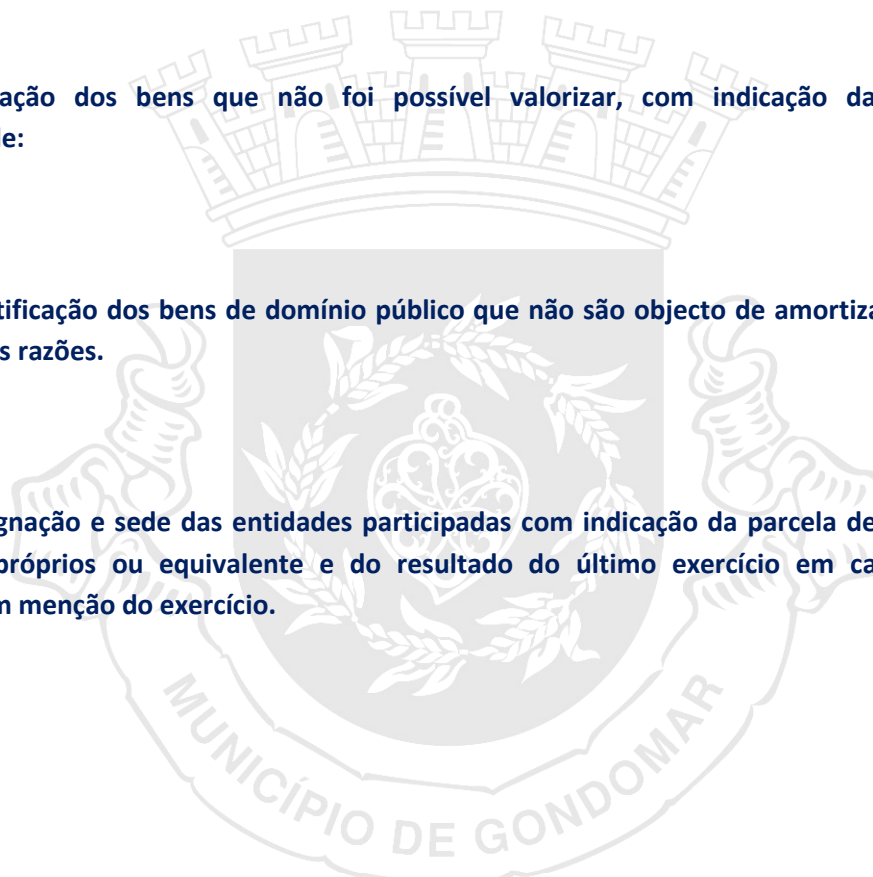 ação dos bens que não foi possível valorizar, com indicação da
le:
tificação dos bens de domínio público que não são objecto de amortiza
s razões.
gnação e sede das entidades participadas com indicação da parcela de
próprios ou equivalente e do resultado do último exercício em ca
m menção do exercício.
MUNICÍPIO DE GONDOMAR